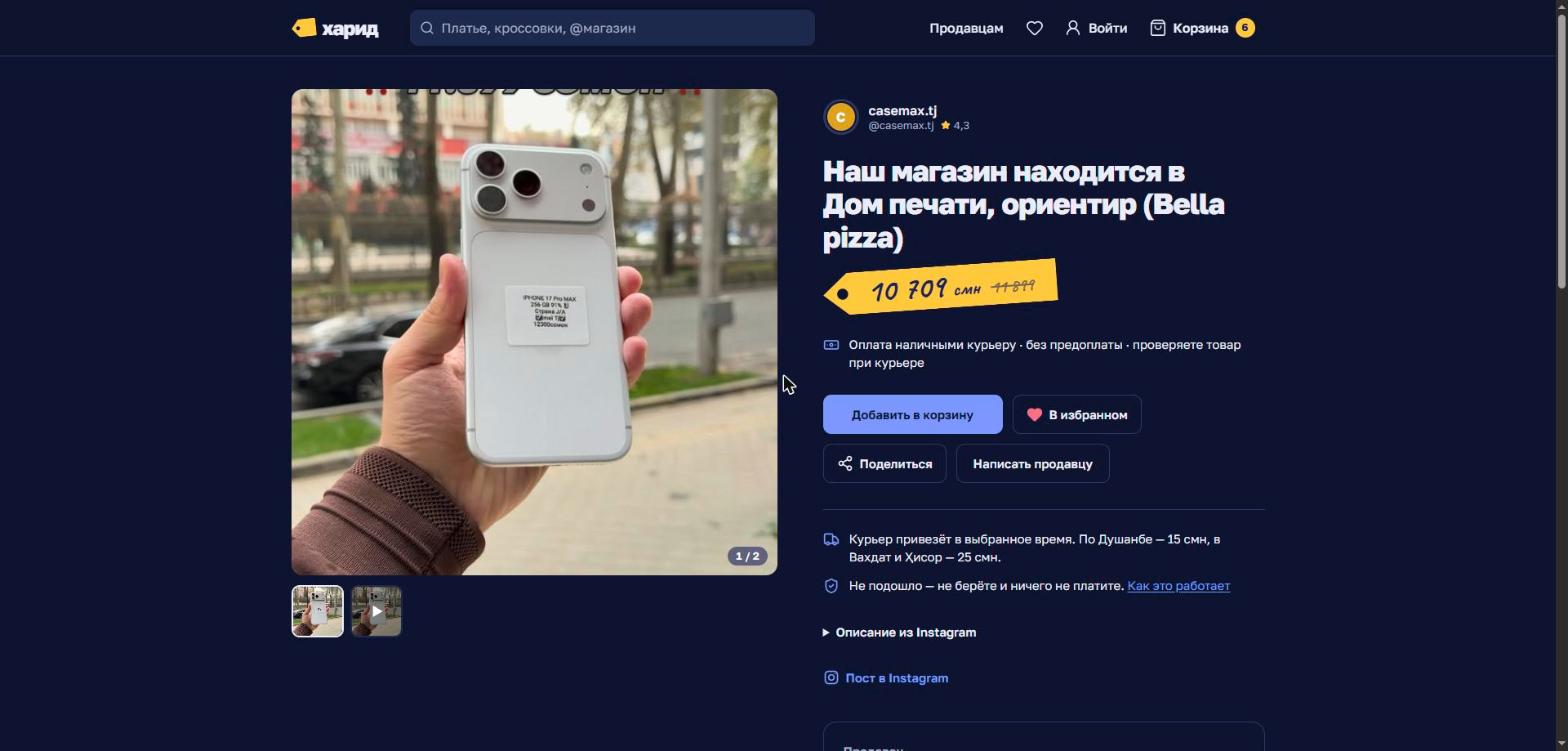 харид
Платье, кроссовки, @магазин
Продавцам
Войти
Корзина 6
casemax.tj
@casemax.tj 4,3
C
Наш магазин находится в
Дом печати, ориентир (Bella
pizza)
10 709 смн 11 899
IPHONE 17 Pro MAX
256 GB 91%
Страна J/A
12300сомон
1 / 2
Оплата наличными курьеру · без предоплаты · проверяете товар
при курьере
Добавить в корзину
В избранном
Поделиться
Написать продавцу
Курьер привезёт в выбранное время. По Душанбе — 15 смн, в
Вахдат и Ҳисор — 25 смн.
Не подошло — не берёте и ничего не платите. Как это работает
Описание из Instagram
Пост в Instagram